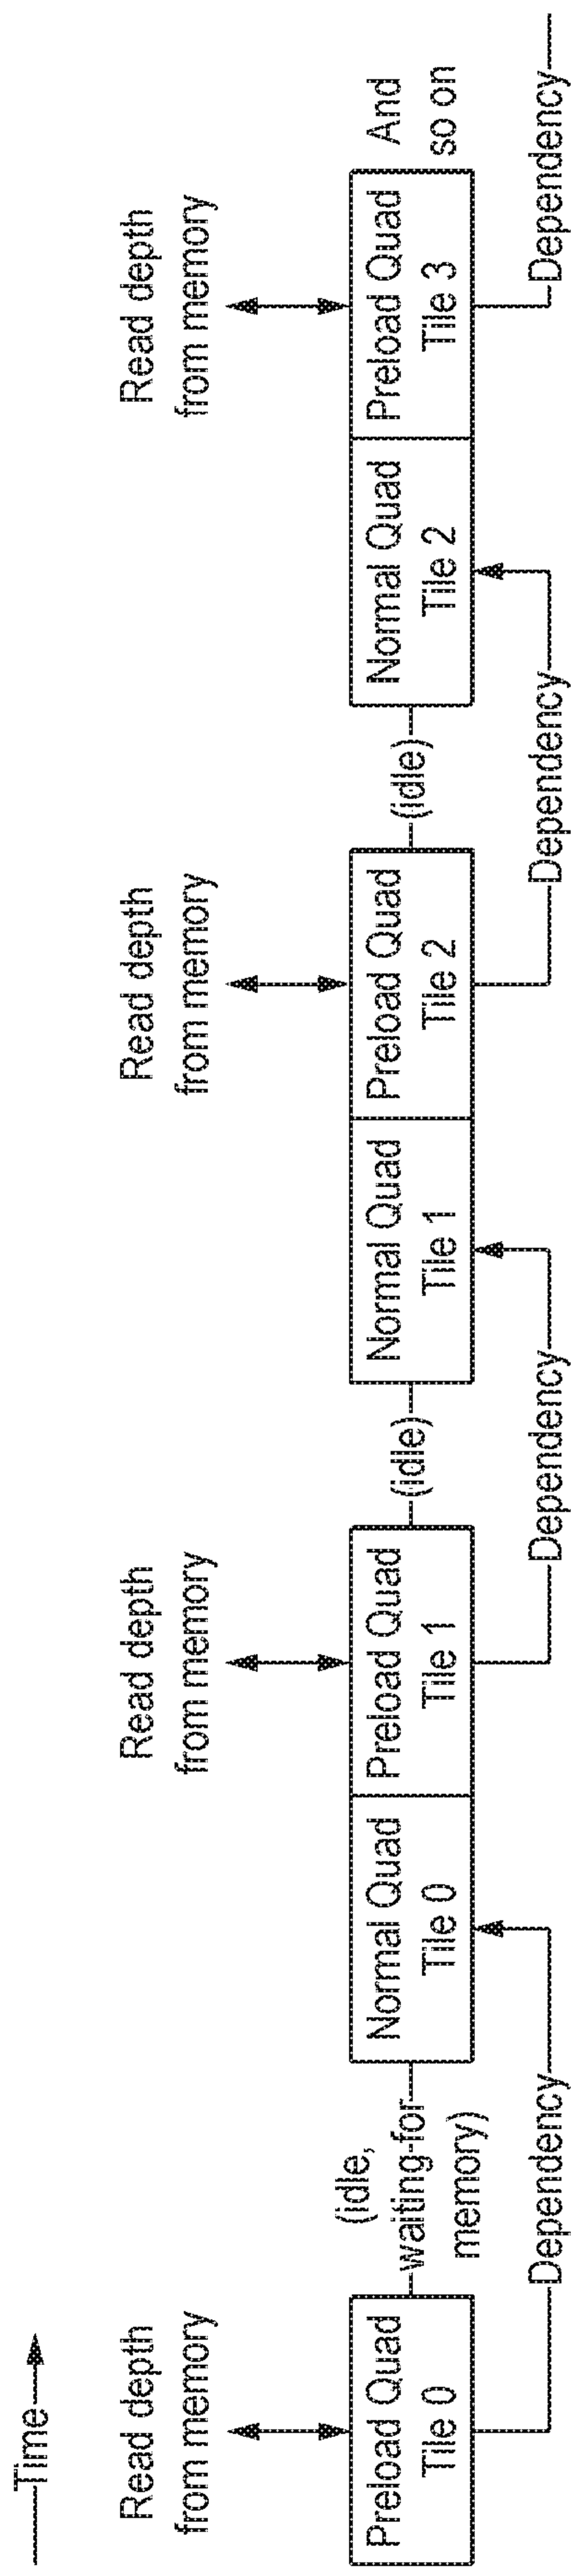 Time
Read depth
from memory
Read depth
from memory
Read depth
from memory
Read depth
from memory
Preload Quad
Tile 0
(idle,
waiting for
memory)
Normal Quad
Tile 0
Preload Quad
Tile 1
(idle)
Normal Quad
Tile 1
Preload Quad
Tile 2
(idle)
Normal Quad
Tile 2
Preload Quad
Tile 3
And
so on
Dependency
Dependency
Dependency
Dependency